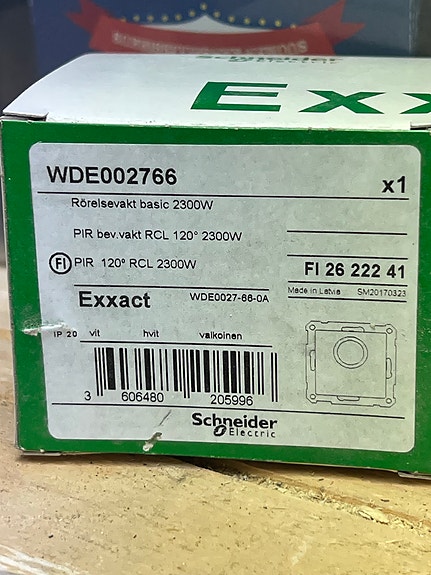 Schneider
Exx
WDE002766
x1
Rörelsevakt basic 2300W
PIR bev.vakt RCL 120° 2300W
FI PIR 120° RCL 2300W
FI 26 222 41
Exxact WDE0027-66-0A
Made in Latvia SM20170323
IP 20 vit hvit valkoinen
3 606480 205996
Schneider
Electric